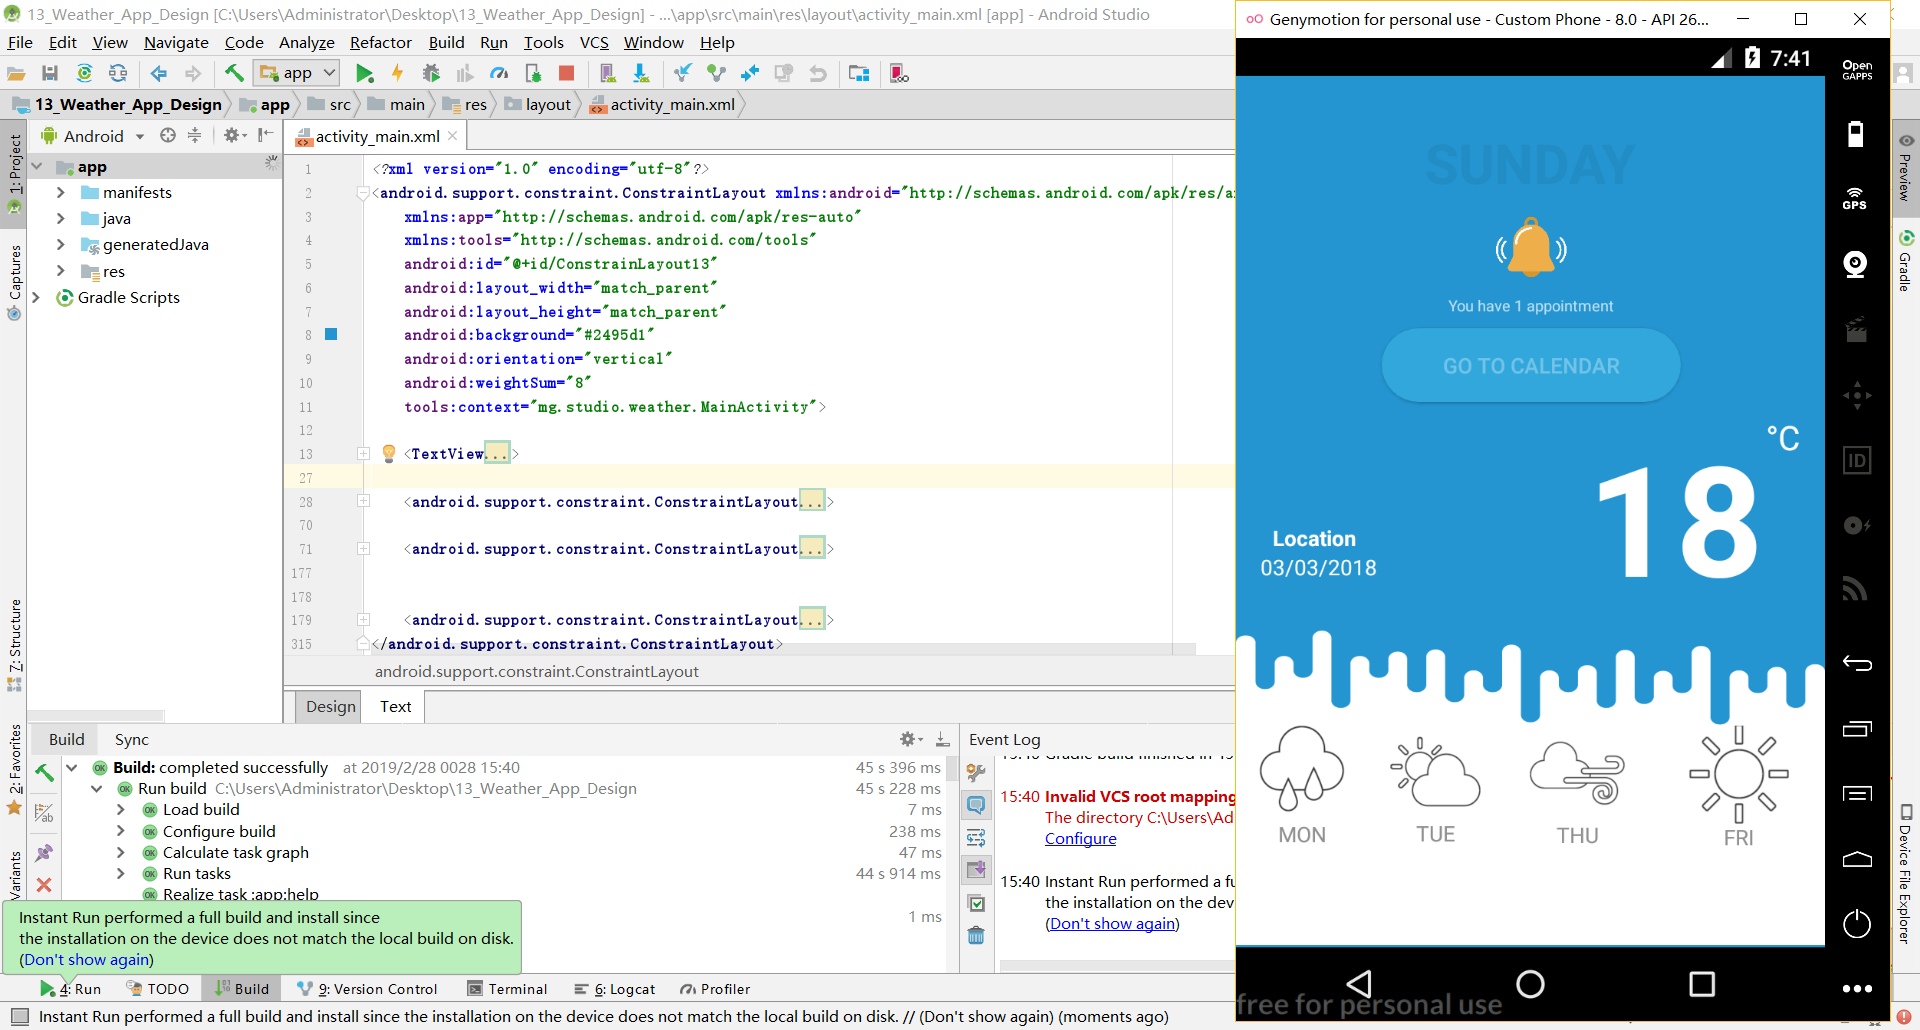 13_Weather_App_Design [C:\Users\Administrator\Desktop\13_Weather_App_Design] - ...\app\src\main\res\layout\activity_main.xml [app] - Android Studio
File Edit View Navigate Code Analyze Refactor Build Run Tools VCS Window Help
app
13_Weather_App_Design app src main res layout activity_main.xml
Android
activity_main.xml
1: Project
Captures
7: Structure
2: Favorites
Variants
app
manifests
java
generatedJava
res
Gradle Scripts
1 <?xml version="1.0" encoding="utf-8"?>
2 <android.support.constraint.ConstraintLayout xmlns:android="http://schemas.android.com/apk/res/a
3 xmlns:app="http://schemas.android.com/apk/res-auto"
4 xmlns:tools="http://schemas.android.com/tools"
5 android:id="@+id/ConstrainLayout13"
6 android:layout_width="match_parent"
7 android:layout_height="match_parent"
8 android:background="#2495d1"
9 android:orientation="vertical"
10 android:weightSum="8"
11 tools:context="mg.studio.weather.MainActivity">
12
13 <TextView...>
27
28 <android.support.constraint.ConstraintLayout...>
70
71 <android.support.constraint.ConstraintLayout...>
177
178
179 <android.support.constraint.ConstraintLayout...>
315 </android.support.constraint.ConstraintLayout>
android.support.constraint.ConstraintLayout
Design Text
Build Sync
Build: completed successfully at 2019/2/28 0028 15:40 45 s 396 ms
Run build C:\Users\Administrator\Desktop\13_Weather_App_Design 45 s 228 ms
Load build 7 ms
Configure build 238 ms
Calculate task graph 47 ms
Run tasks 44 s 914 ms
Realize task :app:help
1 ms
Instant Run performed a full build and install since
the installation on the device does not match the local build on disk.
(Don't show again)
Event Log
15:40 Invalid VCS root mapping
The directory C:\Users\Ad
Configure
15:40 Instant Run performed a fu
the installation on the dev
(Don't show again)
4: Run TODO Build 9: Version Control Terminal 6: Logcat Profiler
Instant Run performed a full build and install since the installation on the device does not match the local build on disk. // (Don't show again) (moments ago)
Genymotion for personal use - Custom Phone - 8.0 - API 26...
7:41
SUNDAY
You have 1 appointment
GO TO CALENDAR
°C
18
Location
03/03/2018
MON TUE THU FRI
free for personal use
Open
GAPPS
GPS
ID
Preview
Gradle
Device File Explorer